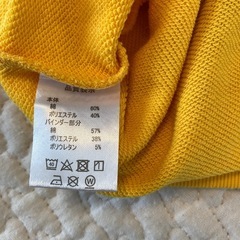 品質表示
本体
綿 60%
ポリエステル 40%
バインダー部分
綿 57%
ポリエステル 38%
ポリウレタン 5%